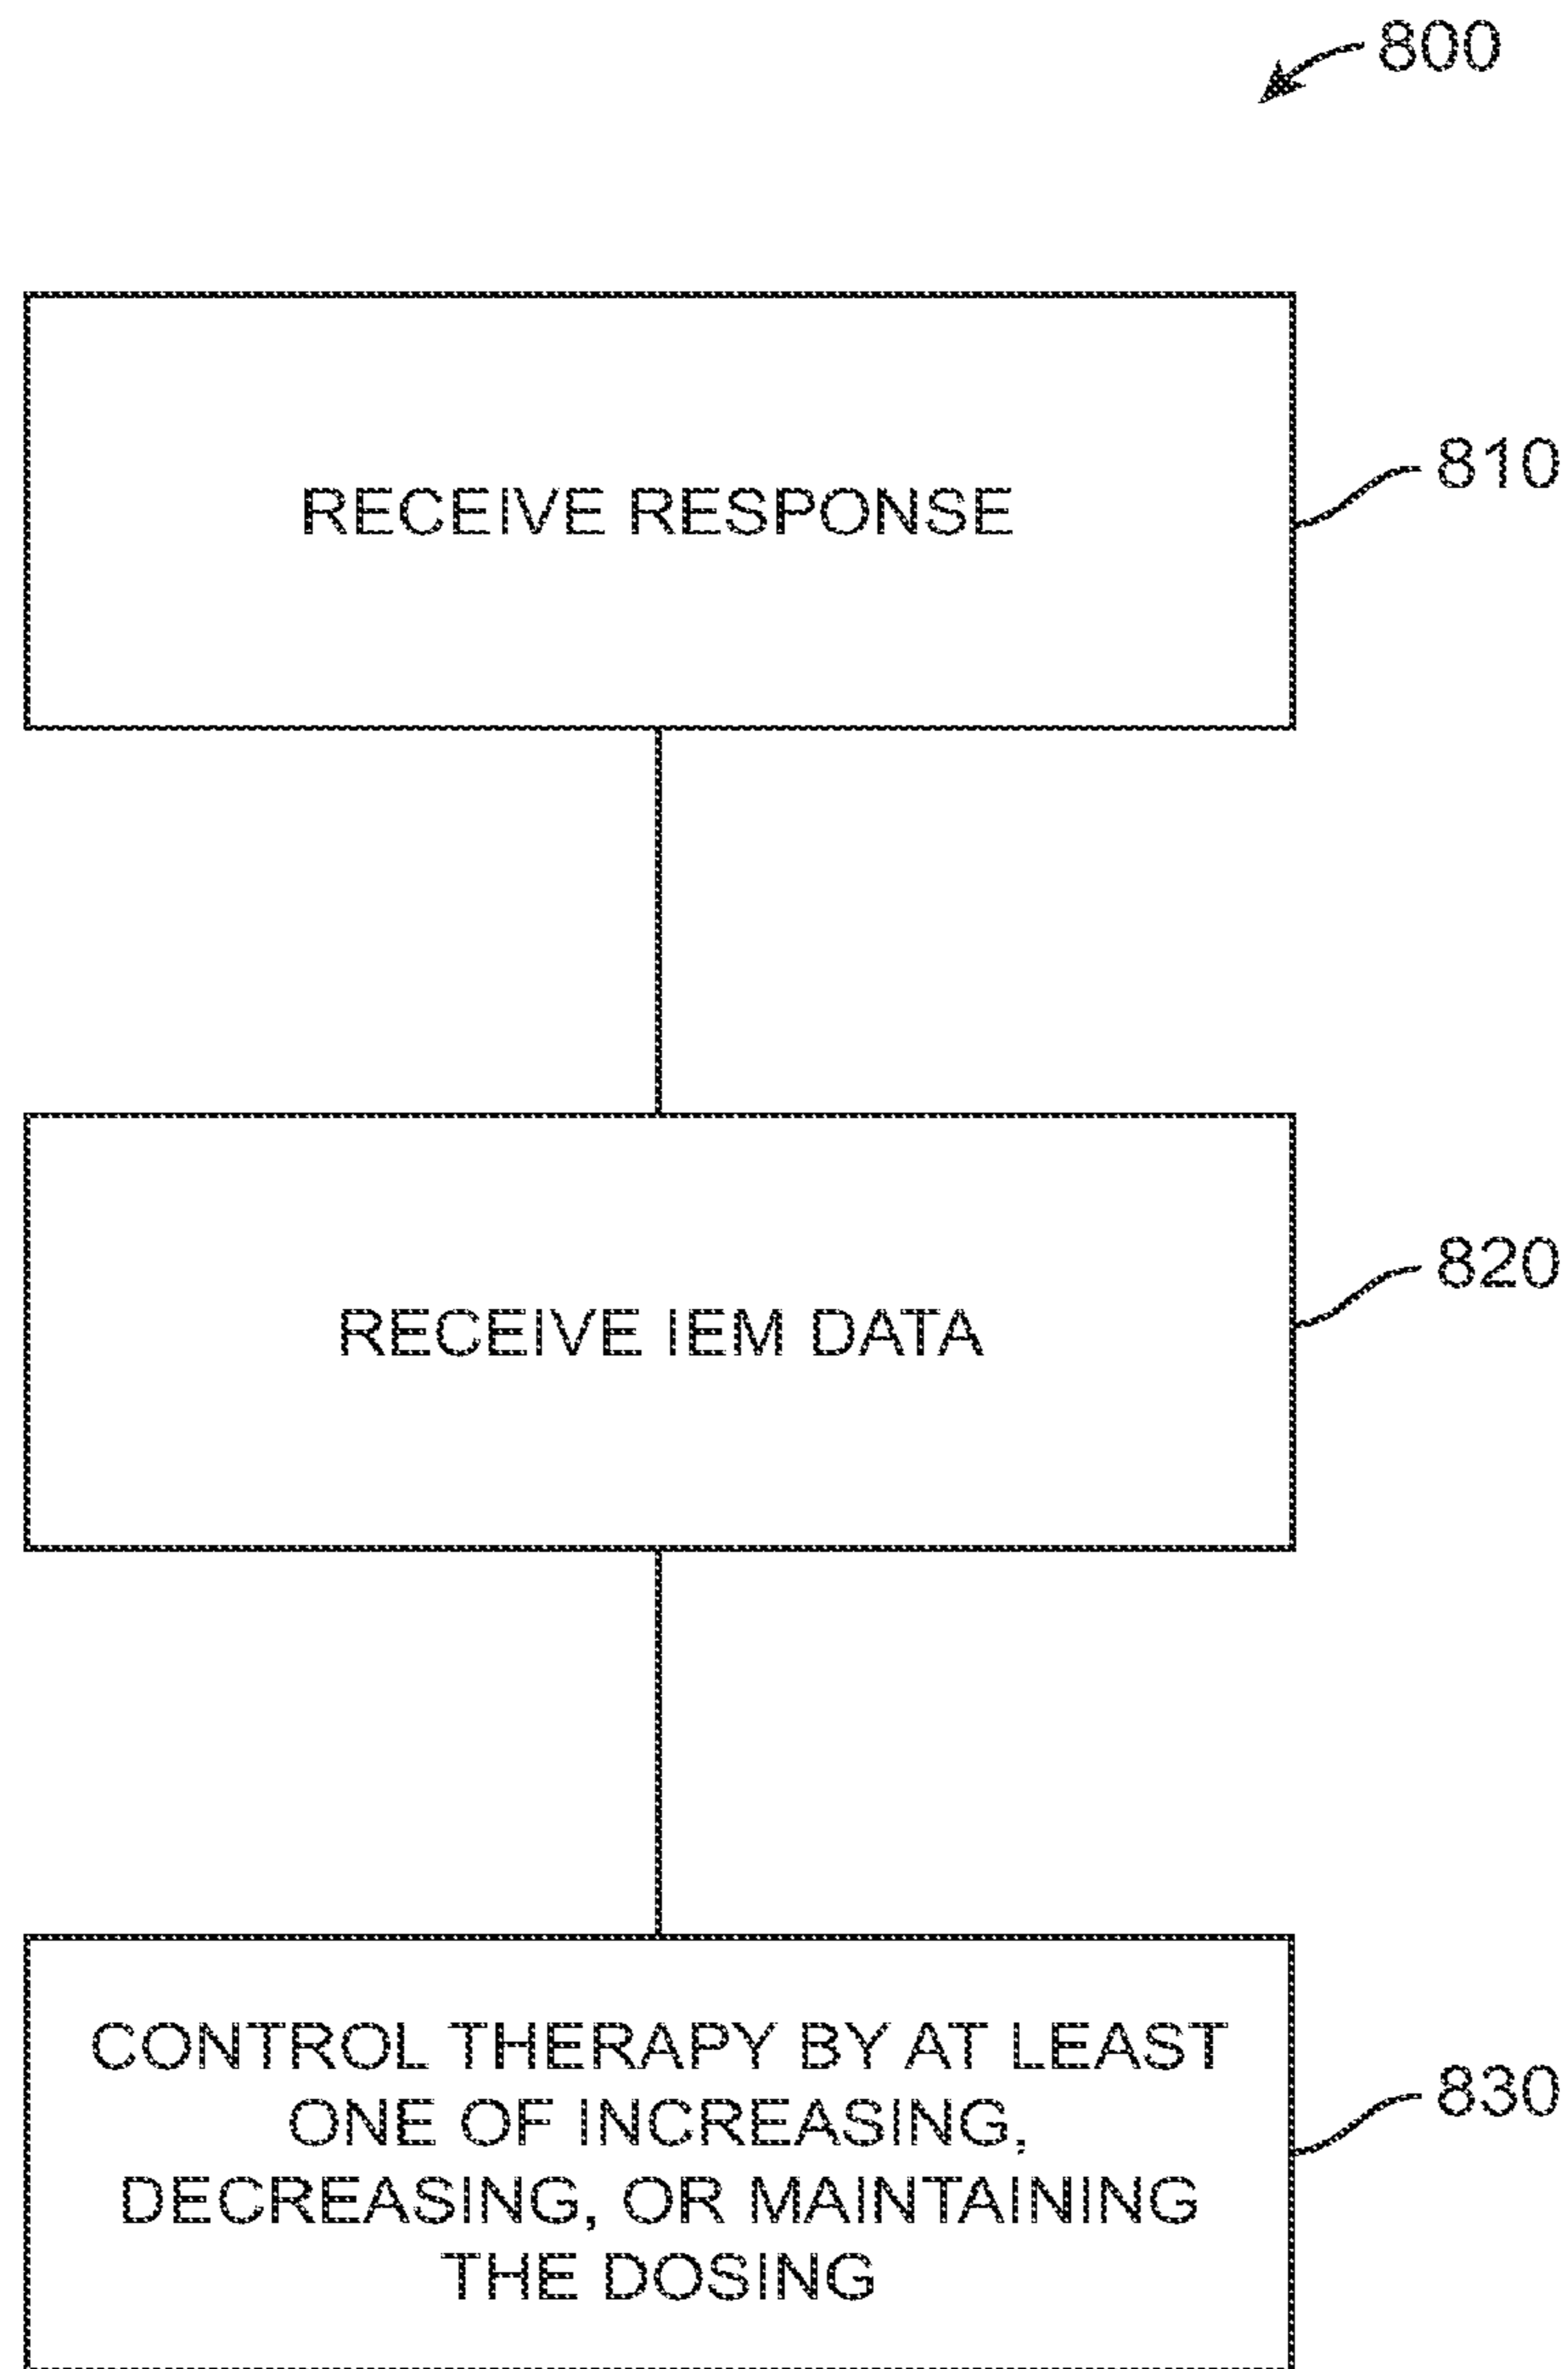 800
RECEIVE RESPONSE
810
RECEIVE IEM DATA
820
CONTROL THERAPY BY AT LEAST
ONE OF INCREASING,
DECREASING, OR MAINTAINING
THE DOSING
830